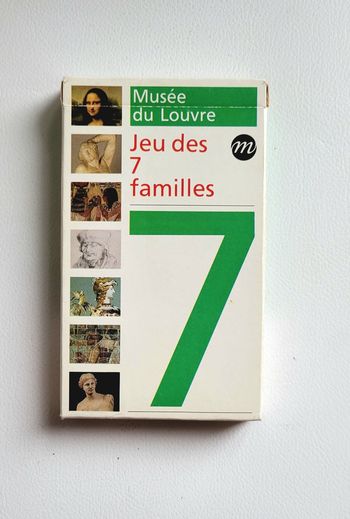 Musée
du Louvre
Jeu des
7
familles
m
7